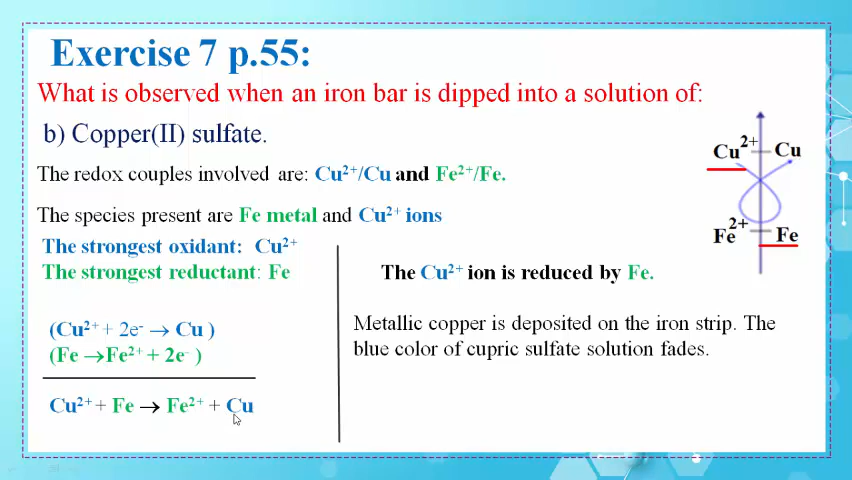 Exercise 7 p.55:
What is observed when an iron bar is dipped into a solution of:
b) Copper(II) sulfate.
The redox couples involved are: Cu²⁺/Cu and Fe²⁺/Fe.
The species present are Fe metal and Cu²⁺ ions
The strongest oxidant: Cu²⁺
The strongest reductant: Fe
(Cu²⁺ + 2e⁻ → Cu )
(Fe →Fe²⁺ + 2e⁻ )
Cu²⁺ + Fe → Fe²⁺ + Cu
The Cu²⁺ ion is reduced by Fe.
Metallic copper is deposited on the iron strip. The
blue color of cupric sulfate solution fades.
Cu²⁺ Cu
Fe²⁺ Fe